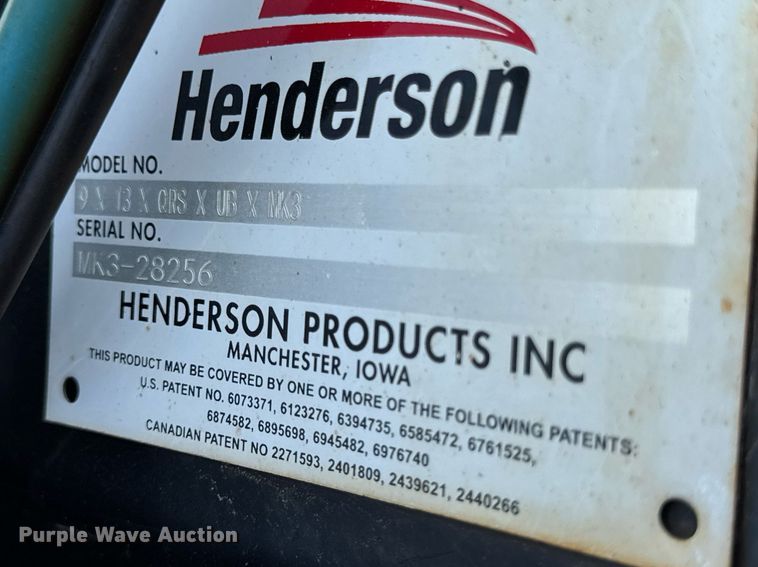 Henderson
MODEL NO.
9 X 13 X QRS X UB X MK3
SERIAL NO.
MK3-28256
HENDERSON PRODUCTS INC
MANCHESTER, IOWA
THIS PRODUCT MAY BE COVERED BY ONE OR MORE OF THE FOLLOWING PATENTS:
U.S. PATENT NO. 6073371, 6123276, 6394735, 6585472, 6761525,
6874582, 6895698, 6945482, 6976740
CANADIAN PATENT NO 2271593, 2401809, 2439621, 2440266
Purple Wave Auction